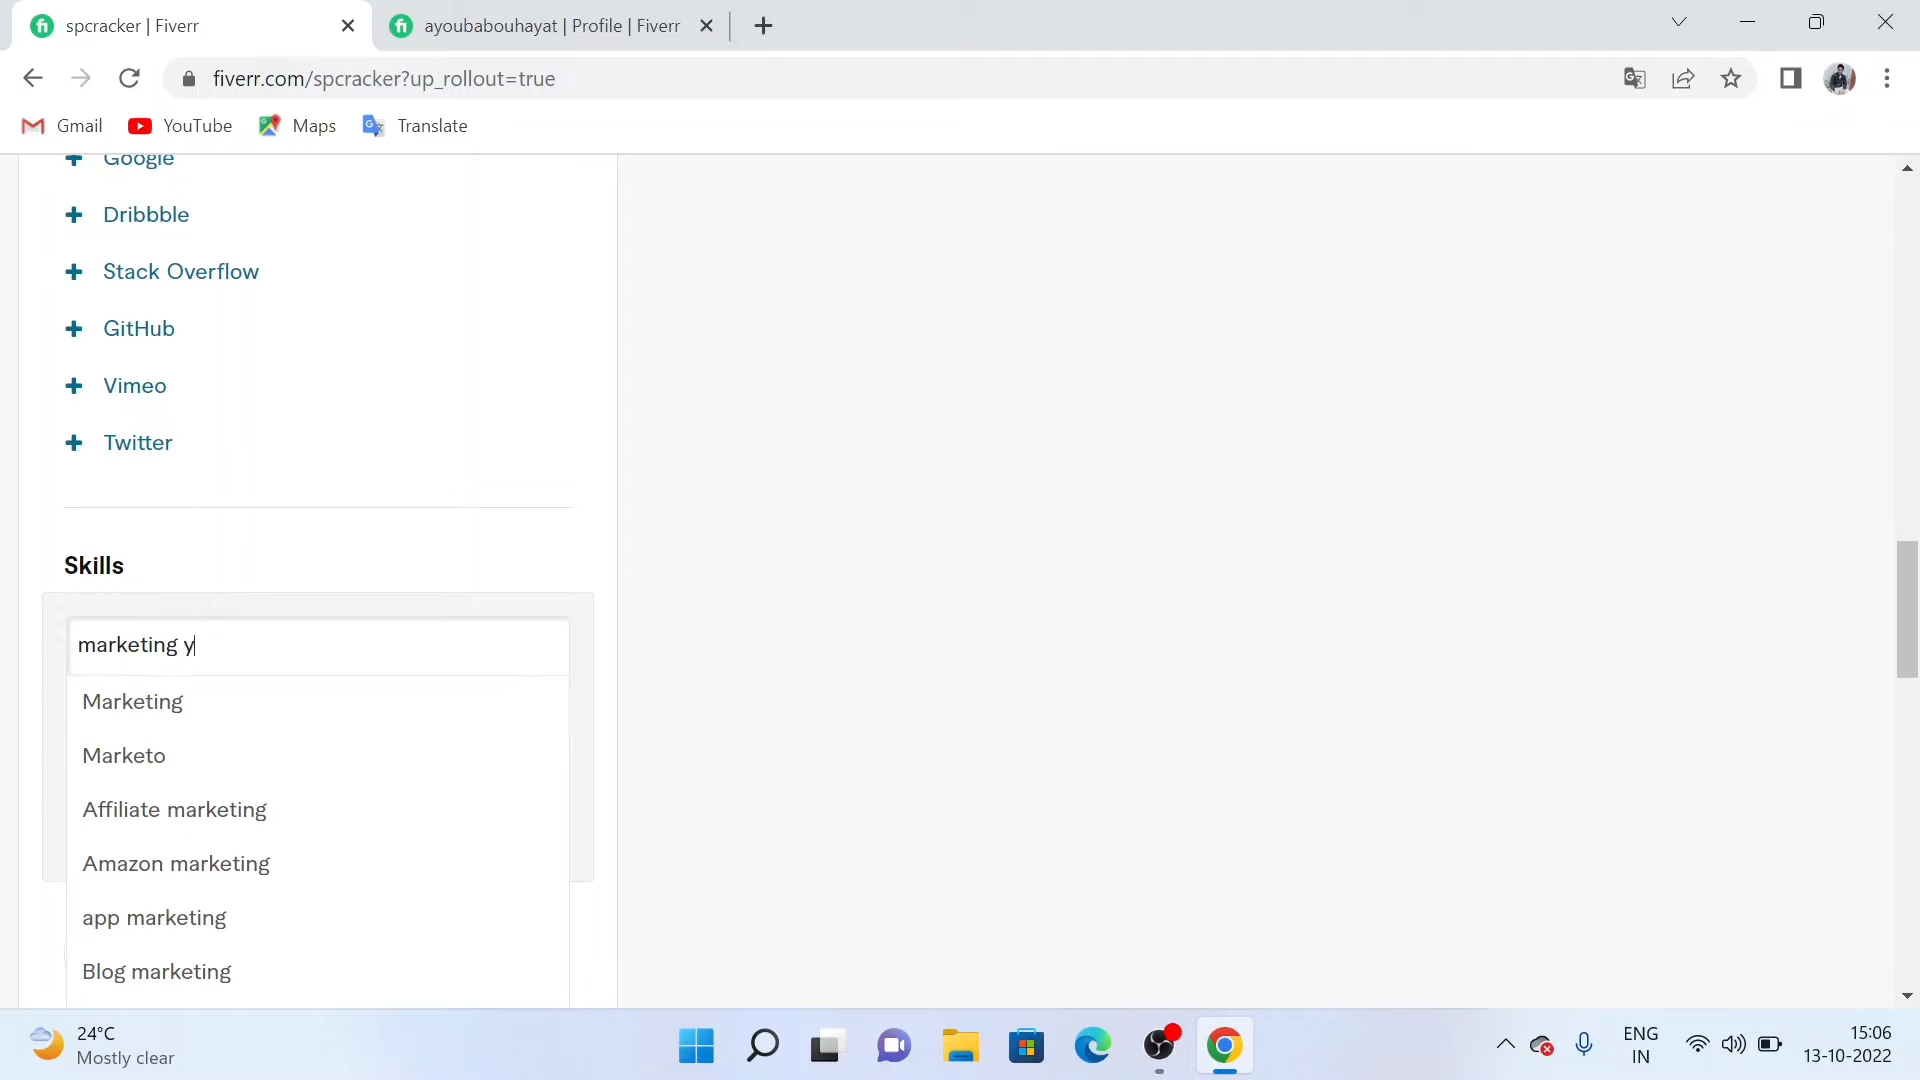 spcracker | Fiverr
ayoubabouhayat | Profile | Fiverr
fiverr.com/spcracker?up_rollout=true
Gmail
YouTube
Maps
Translate
Google
Dribbble
Stack Overflow
GitHub
Vimeo
Twitter
Skills
marketing y
Marketing
Marketo
Affiliate marketing
Amazon marketing
app marketing
Blog marketing
24°C
Mostly clear
ENG
IN
15:06
13-10-2022